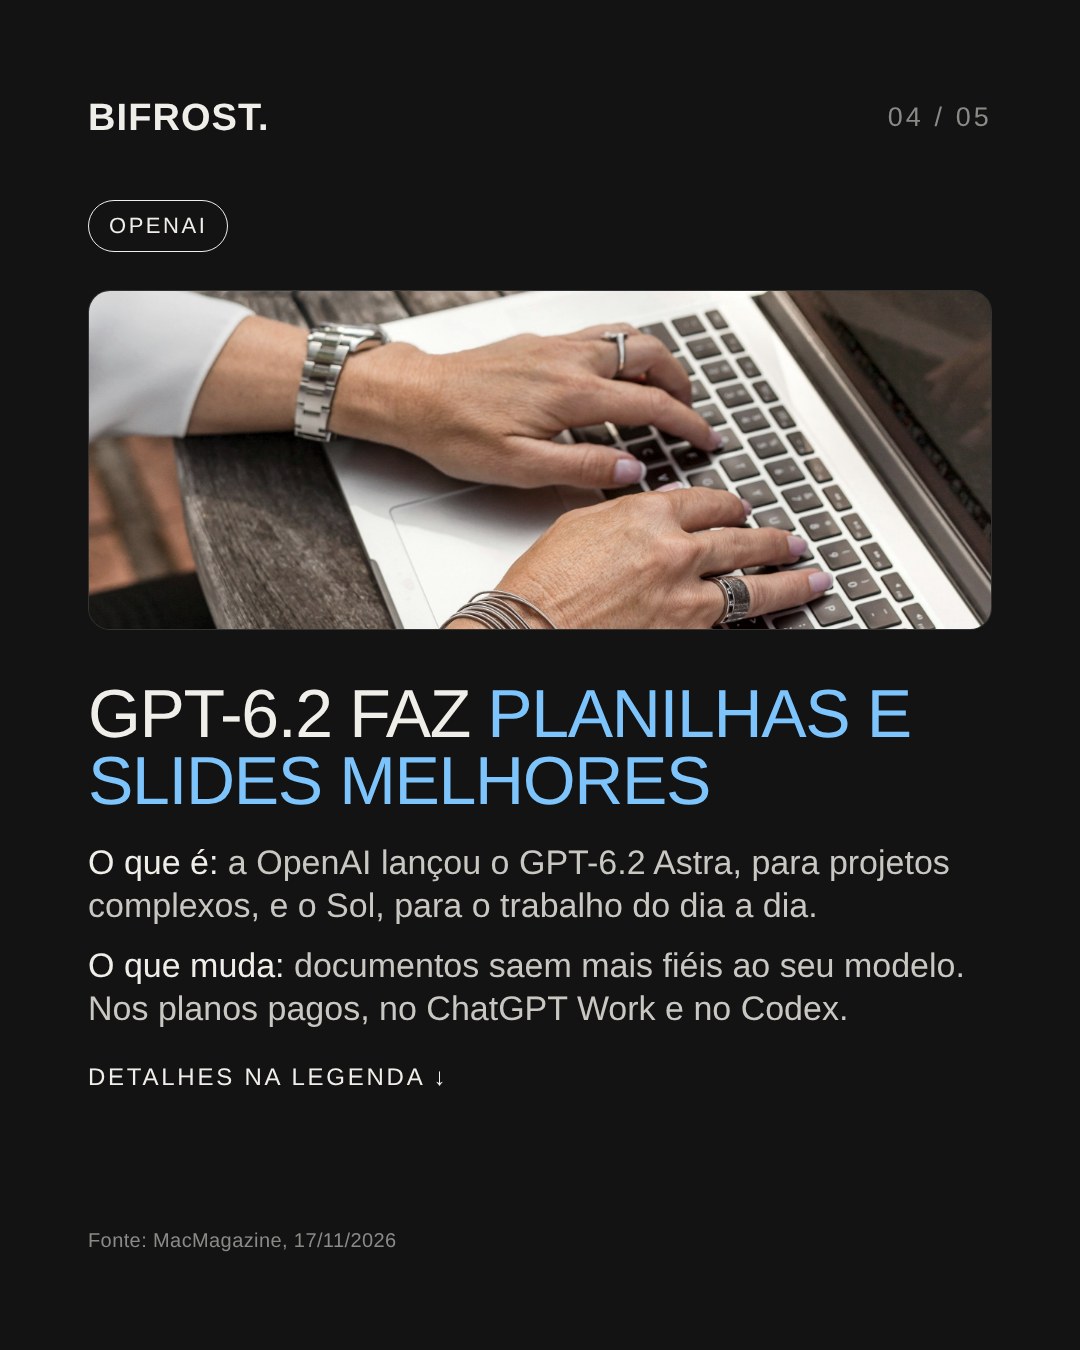 BIFROST.
04 / 05
OPENAI
GPT-6.2 FAZ PLANILHAS E
SLIDES MELHORES
O que é: a OpenAI lançou o GPT-6.2 Astra, para projetos
complexos, e o Sol, para o trabalho do dia a dia.
O que muda: documentos saem mais fiéis ao seu modelo.
Nos planos pagos, no ChatGPT Work e no Codex.
DETALHES NA LEGENDA ↓
Fonte: MacMagazine, 17/11/2026